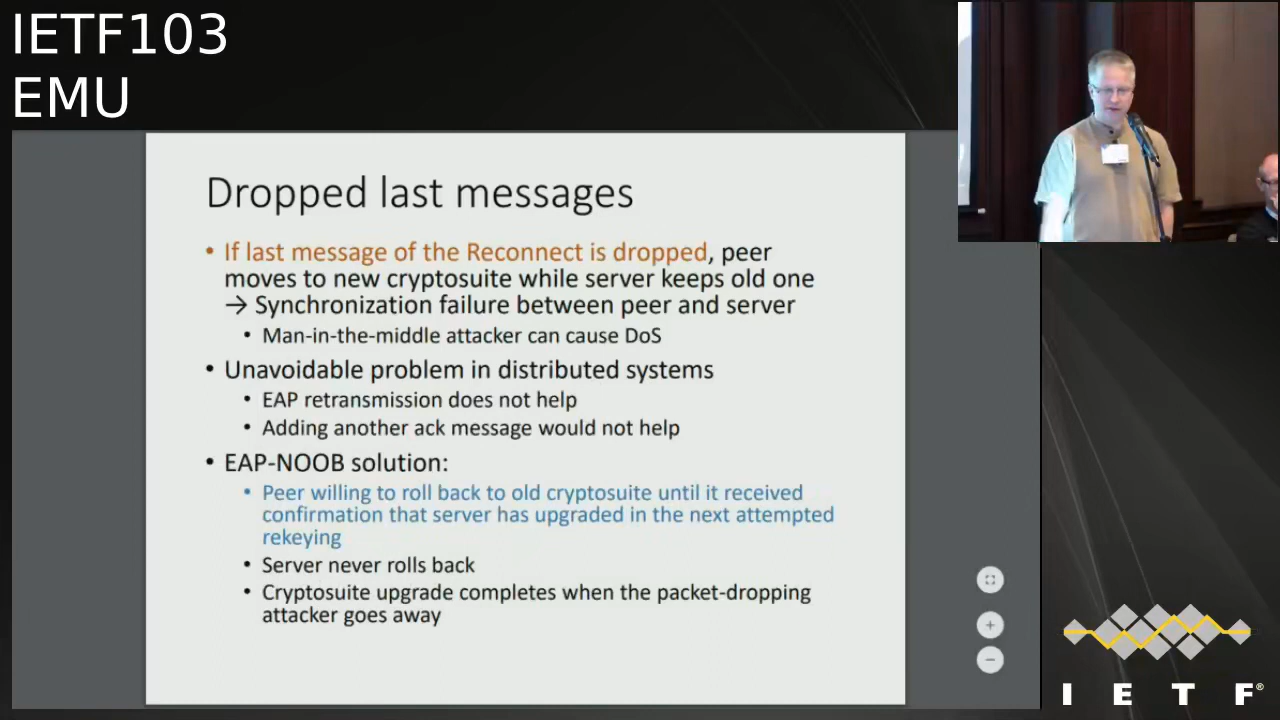 IETF103
EMU
Dropped last messages
• If last message of the Reconnect is dropped, peer
moves to new cryptosuite while server keeps old one
→ Synchronization failure between peer and server
• Man-in-the-middle attacker can cause DoS
• Unavoidable problem in distributed systems
• EAP retransmission does not help
• Adding another ack message would not help
• EAP-NOOB solution:
• Peer willing to roll back to old cryptosuite until it received
confirmation that server has upgraded in the next attempted
rekeying
• Server never rolls back
• Cryptosuite upgrade completes when the packet-dropping
attacker goes away
I E T F®